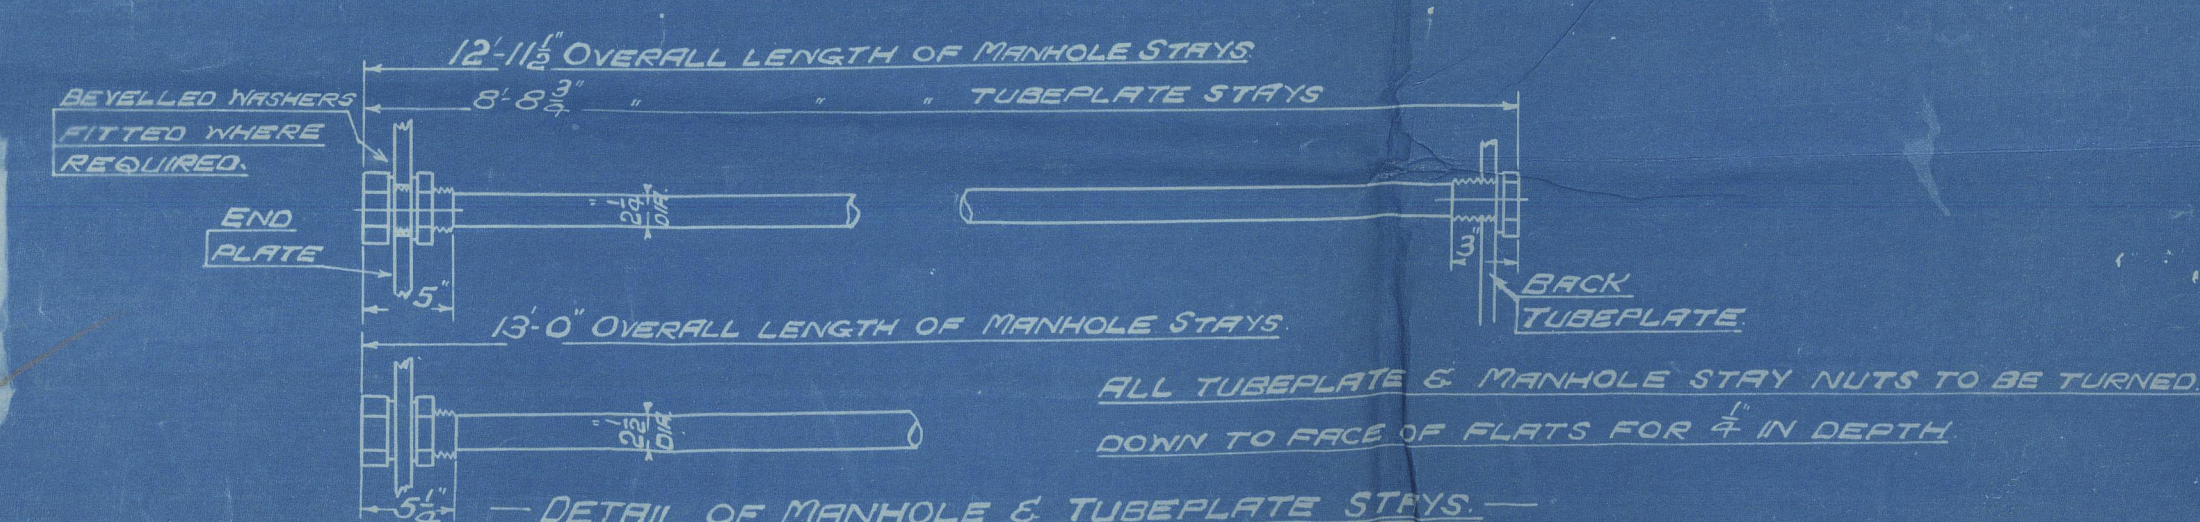 12'-11½" OVERALL LENGTH OF MANHOLE STAYS.
8'-8¾" " " " TUBEPLATE STAYS
BEVELLED WASHERS
FITTED WHERE
REQUIRED.
END
PLATE
2¼" DIA.
5"
3"
BACK
TUBEPLATE.
13'-0" OVERALL LENGTH OF MANHOLE STAYS.
2½" DIA.
ALL TUBEPLATE & MANHOLE STAY NUTS TO BE TURNED.
DOWN TO FACE OF FLATS FOR ¼" IN DEPTH.
— DETAIL OF MANHOLE & TUBEPLATE STAYS. —